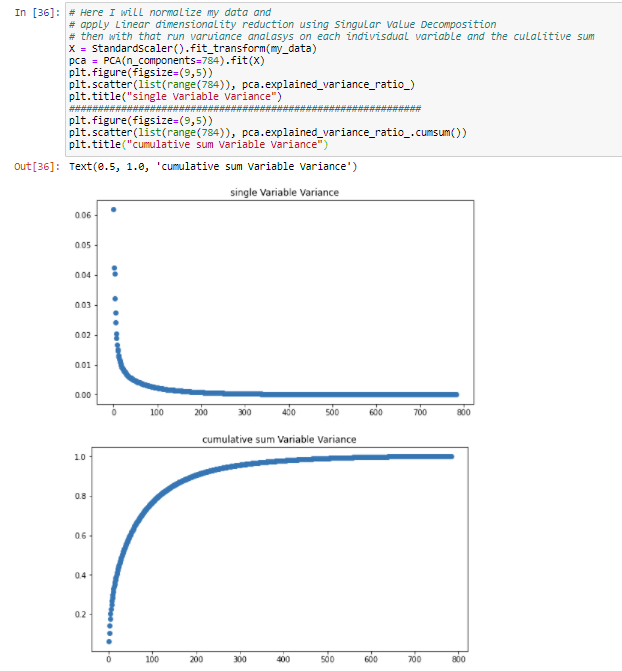 In [36]: # Here I will normalize my data and
# apply Linear dimensionality reduction using Singular Value Decomposition
# then with that run varuiance analasys on each indivisdual variable and the culalitive sum
X = StandardScaler().fit_transform(my_data)
pca = PCA(n_components=784).fit(X)
plt.figure(figsize=(9,5))
plt.scatter(list(range(784)), pca.explained_variance_ratio_)
plt.title("single Variable Variance")
##############################################################
plt.figure(figsize=(9,5))
plt.scatter(list(range(784)), pca.explained_variance_ratio_.cumsum())
plt.title("cumulative sum Variable Variance")
Out[36]: Text(0.5, 1.0, 'cumulative sum Variable Variance')
single Variable Variance
0.06
0.05
0.04
0.03
0.02
0.01
0.00
0 100 200 300 400 500 600 700 800
cumulative sum Variable Variance
1.0
0.8
0.6
0.4
0.2
0 100 200 300 400 500 600 700 800